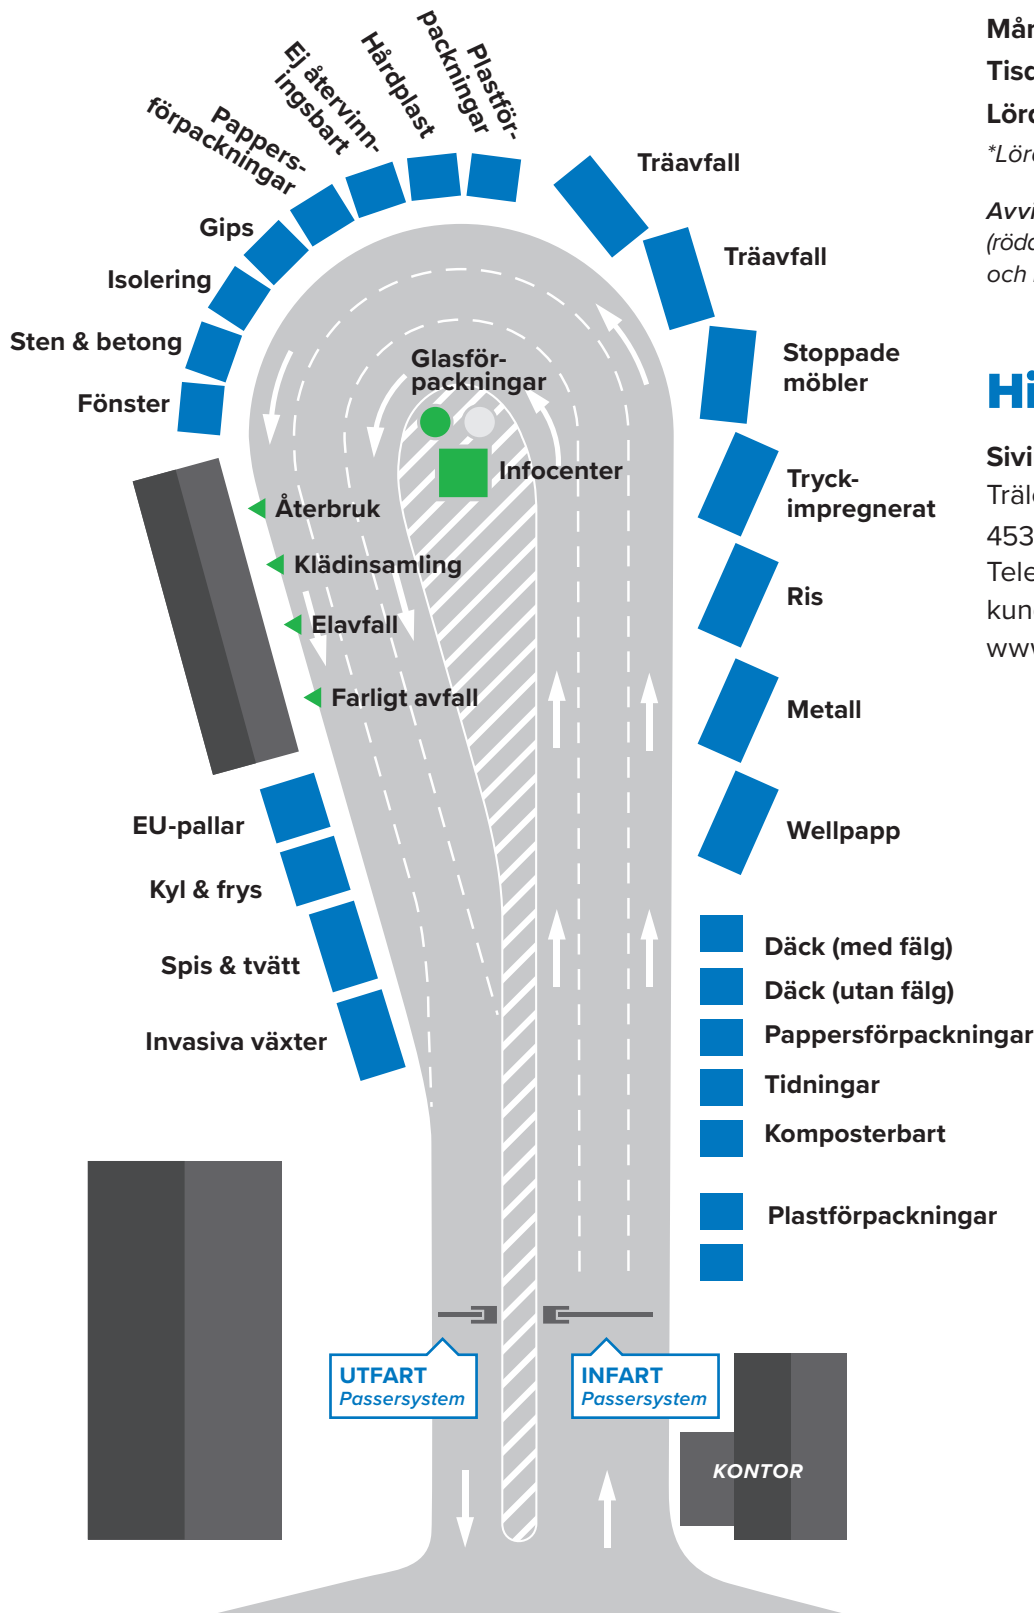 Plastför-
packningar
Hårdplast
Ej återvinn-
ingsbart
Pappers-
förpackningar
Gips
Isolering
Sten & betong
Fönster
Träavfall
Träavfall
Stoppade
möbler
Tryck-
impregnerat
Ris
Metall
Wellpapp
Däck (med fälg)
Däck (utan fälg)
Pappersförpackningar
Tidningar
Komposterbart
Plastförpackningar
Glasför-
packningar
Infocenter
Återbruk
Klädinsamling
Elavfall
Farligt avfall
EU-pallar
Kyl & frys
Spis & tvätt
Invasiva växter
UTFART
Passersystem
INFART
Passersystem
KONTOR
och
453